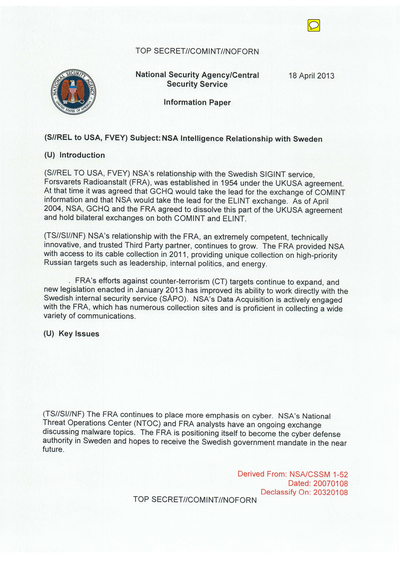 TOP SECRET//COMINT//NOFORN
National Security Agency/Central
Security Service
18 April 2013
Information Paper
(S//REL to USA, FVEY) Subject: NSA Intelligence Relationship with Sweden
(U) Introduction
(S//REL TO USA, FVEY) NSA's relationship with the Swedish SIGINT service,
Forsvarets Radioanstalt (FRA), was established in 1954 under the UKUSA agreement.
At that time it was agreed that GCHQ would take the lead for the exchange of COMINT
information and that NSA would take the lead for the ELINT exchange. As of April
2004, NSA, GCHQ and the FRA agreed to dissolve this part of the UKUSA agreement
and hold bilateral exchanges on both COMINT and ELINT.
(TS//SI//NF) NSA's relationship with the FRA, an extremely competent, technically
innovative, and trusted Third Party partner, continues to grow. The FRA provided NSA
with access to its cable collection in 2011, providing unique collection on high-priority
Russian targets such as leadership, internal politics, and energy.
. FRA's efforts against counter-terrorism (CT) targets continue to expand, and
new legislation enacted in January 2013 has improved its ability to work directly with the
Swedish internal security service (SÄPO). NSA's Data Acquisition is actively engaged
with the FRA, which has numerous collection sites and is proficient in collecting a wide
variety of communications.
(U) Key Issues
(TS//SI//NF) The FRA continues to place more emphasis on cyber. NSA's National
Threat Operations Center (NTOC) and FRA analysts have an ongoing exchange
discussing malware topics. The FRA is positioning itself to become the cyber defense
authority in Sweden and hopes to receive the Swedish government mandate in the near
future.
Derived From: NSA/CSSM 1-52
Dated: 20070108
Declassify On: 20320108
TOP SECRET//COMINT//NOFORN